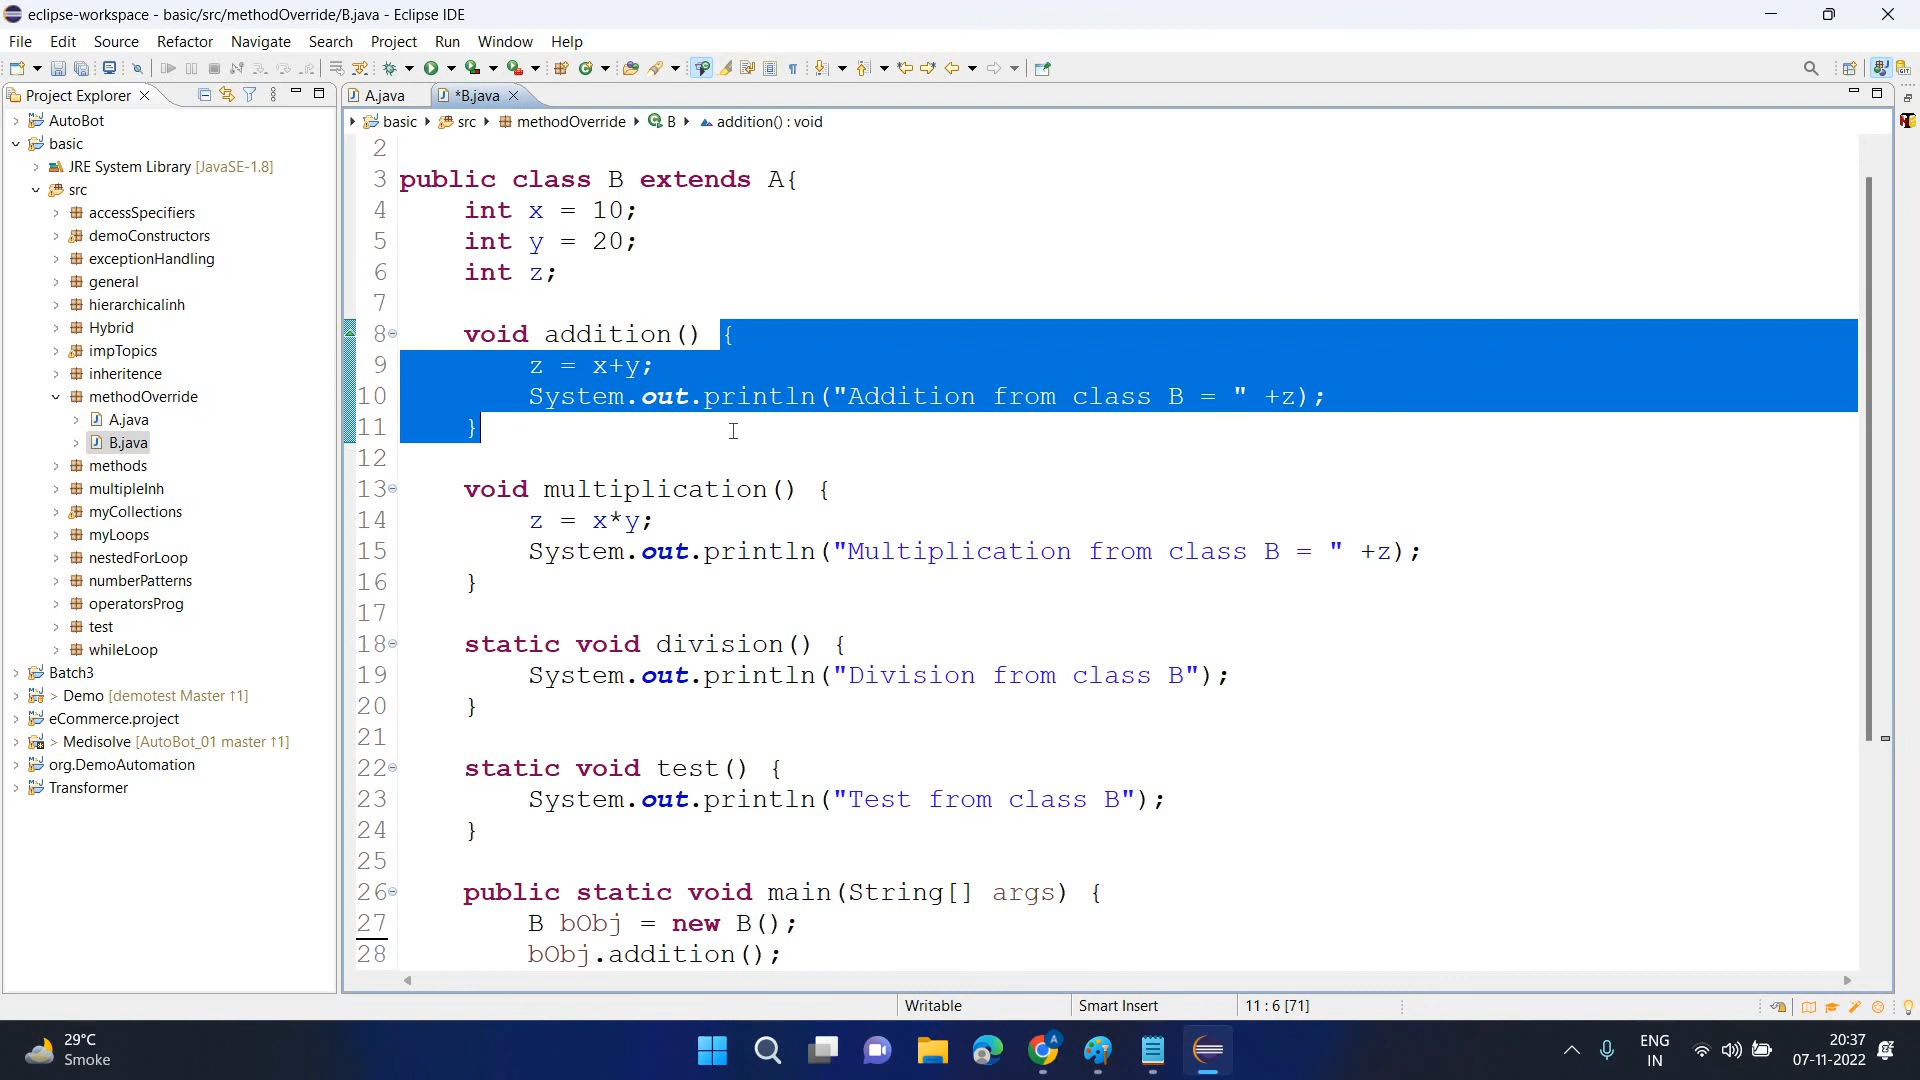 eclipse-workspace - basic/src/methodOverride/B.java - Eclipse IDE
File Edit Source Refactor Navigate Search Project Run Window Help
Project Explorer
A.java
*B.java
basic src methodOverride B addition() : void
AutoBot
basic
JRE System Library [JavaSE-1.8]
src
accessSpecifiers
demoConstructors
exceptionHandling
general
hierarchicalinh
Hybrid
impTopics
inheritence
methodOverride
A.java
B.java
methods
multipleInh
myCollections
myLoops
nestedForLoop
numberPatterns
operatorsProg
test
whileLoop
Batch3
> Demo [demotest Master ↑1]
eCommerce.project
> Medisolve [AutoBot_01 master ↑1]
org.DemoAutomation
Transformer
2
3 public class B extends A{
4 int x = 10;
5 int y = 20;
6 int z;
7
8 void addition() {
9 z = x+y;
10 System.out.println("Addition from class B = " +z);
11 }
12
13 void multiplication() {
14 z = x*y;
15 System.out.println("Multiplication from class B = " +z);
16 }
17
18 static void division() {
19 System.out.println("Division from class B");
20 }
21
22 static void test() {
23 System.out.println("Test from class B");
24 }
25
26 public static void main(String[] args) {
27 B bObj = new B();
28 bObj.addition();
Writable Smart Insert 11 : 6 [71]
29°C
Smoke
ENG
IN
20:37
07-11-2022